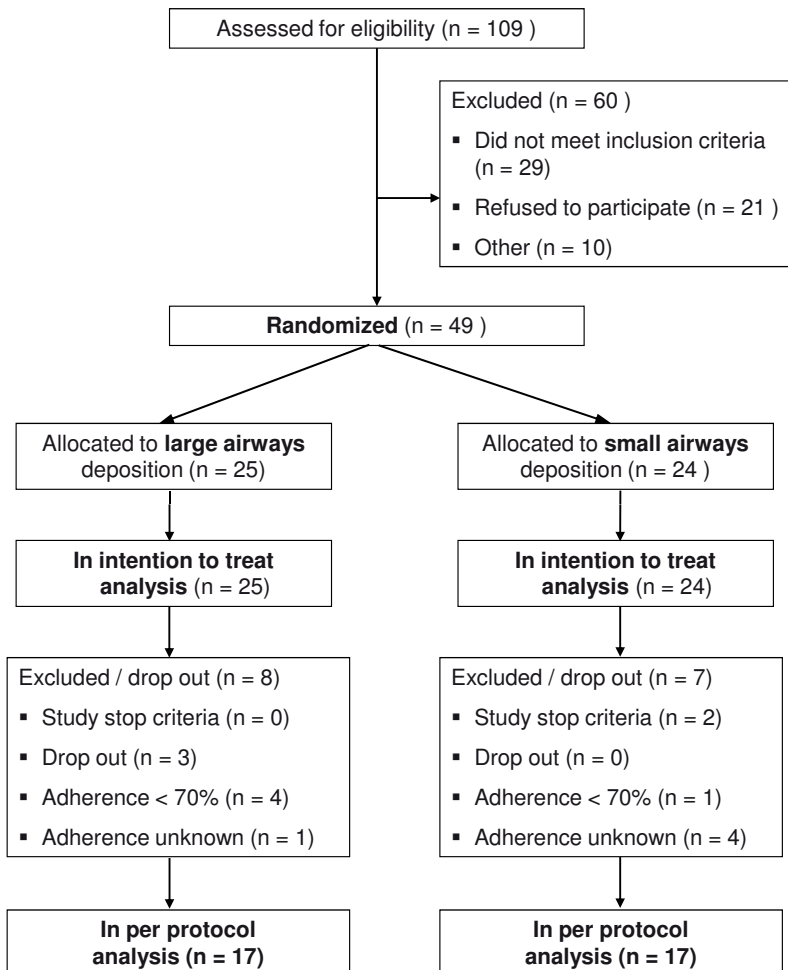 Assessed for eligibility (n = 109 )
Excluded (n = 60 )
▪ Did not meet inclusion criteria
(n = 29)
▪ Refused to participate (n = 21 )
▪ Other (n = 10)
Randomized (n = 49 )
Allocated to large airways
deposition (n = 25)
Allocated to small airways
deposition (n = 24 )
In intention to treat
analysis (n = 25)
In intention to treat
analysis (n = 24)
Excluded / drop out (n = 8)
▪ Study stop criteria (n = 0)
▪ Drop out (n = 3)
▪ Adherence < 70% (n = 4)
▪ Adherence unknown (n = 1)
Excluded / drop out (n = 7)
▪ Study stop criteria (n = 2)
▪ Drop out (n = 0)
▪ Adherence < 70% (n = 1)
▪ Adherence unknown (n = 4)
In per protocol
analysis (n = 17)
In per protocol
analysis (n = 17)